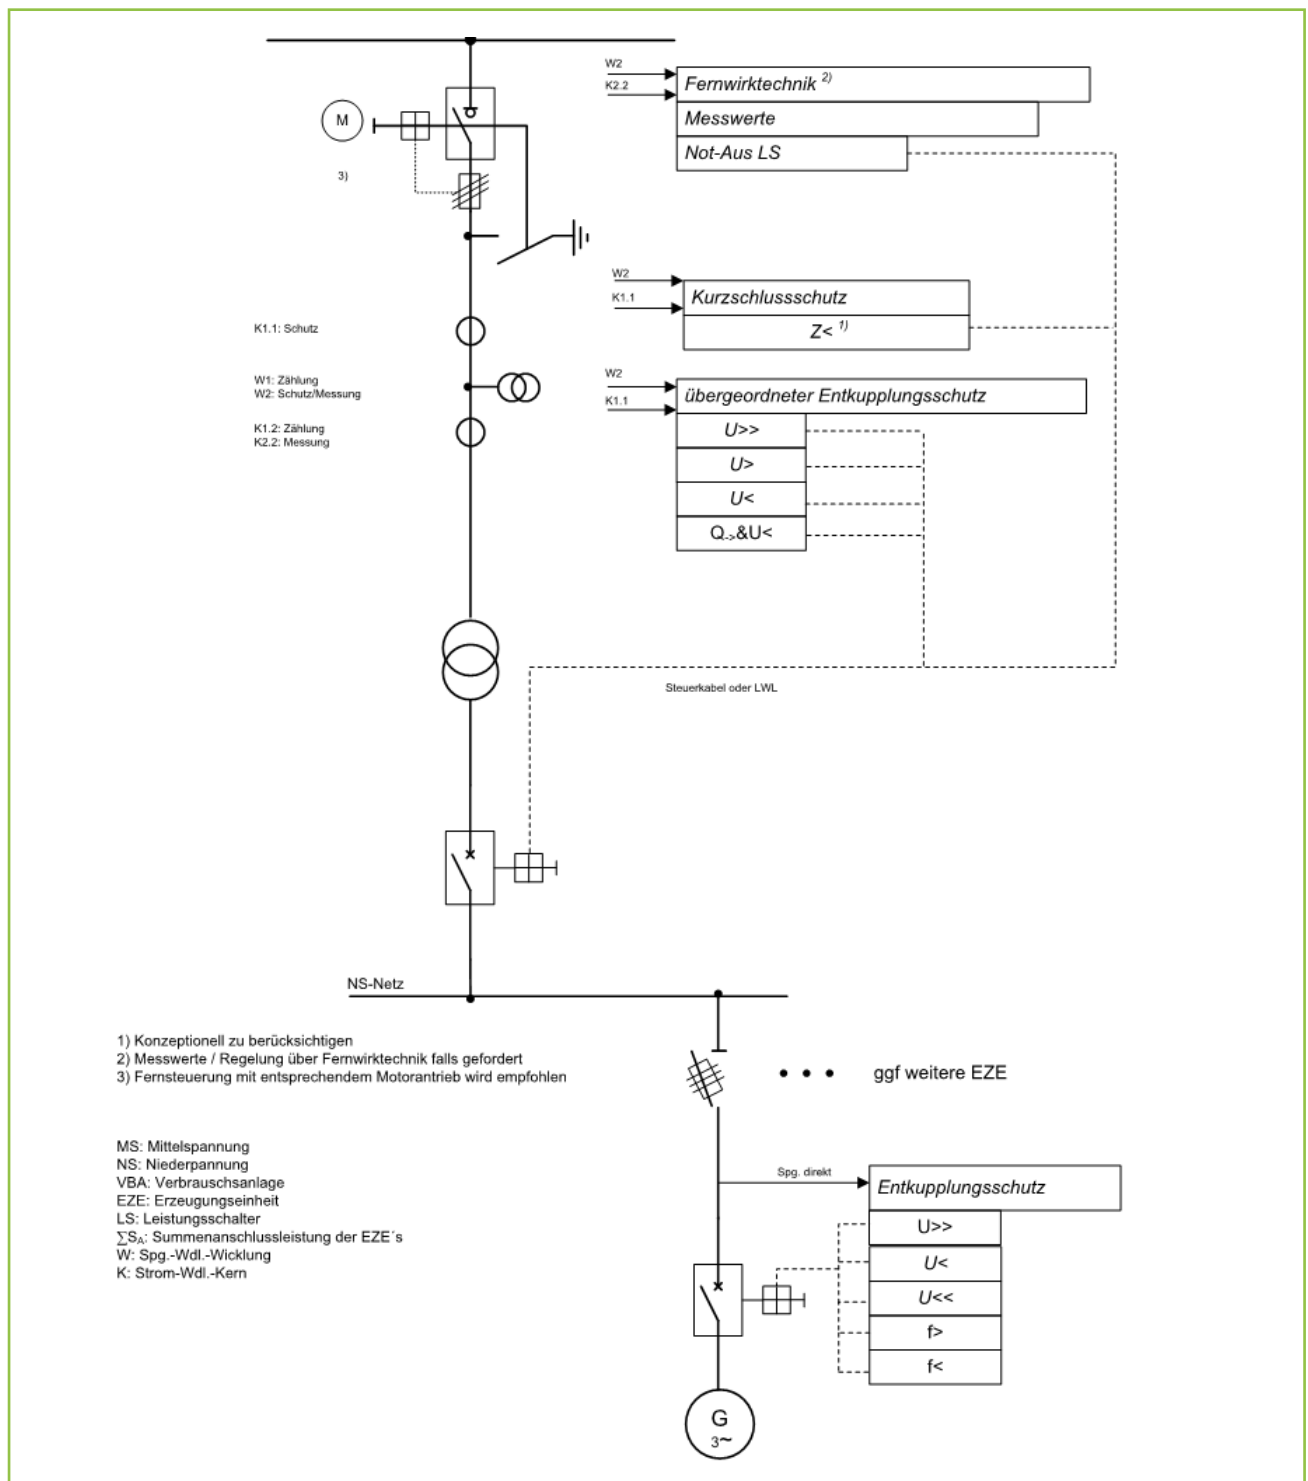 W2
K2.2
Fernwirktechnik 2)
Messwerte
Not-Aus LS
M
3)
W2
K1.1
Kurzschlussschutz
Z< 1)
K1.1: Schutz
W1: Zählung
W2: Schutz/Messung
K1.2: Zählung
K2.2: Messung
W2
K1.1
übergeordneter Entkupplungsschutz
U>>
U>
U<
Q->&U<
Steuerkabel oder LWL
NS-Netz
1) Konzeptionell zu berücksichtigen
2) Messwerte / Regelung über Fernwirktechnik falls gefordert
3) Fernsteuerung mit entsprechendem Motorantrieb wird empfohlen
ggf weitere EZE
MS: Mittelspannung
NS: Niederpannung
VBA: Verbrauchsanlage
EZE: Erzeugungseinheit
LS: Leistungsschalter
∑SA: Summenanschlussleistung der EZE´s
W: Spg.-Wdl.-Wicklung
K: Strom-Wdl.-Kern
Spg. direkt
Entkupplungsschutz
U>>
U<
U<<
f>
f<
G
3~